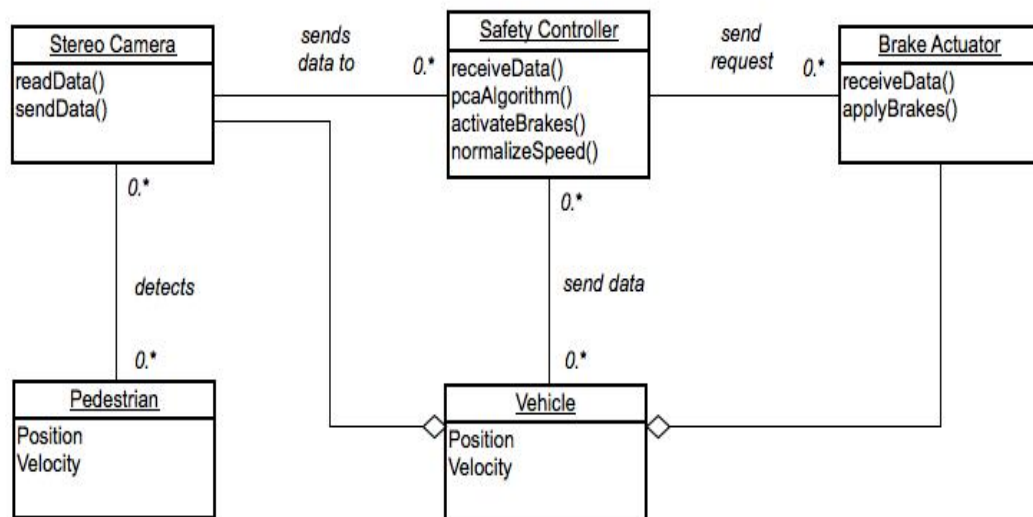 Stereo Camera
readData()
sendData()
sends
data to
0.*
Safety Controller
receiveData()
pcaAlgorithm()
activateBrakes()
normalizeSpeed()
send
request
0.*
Brake Actuator
receiveData()
applyBrakes()
0.*
detects
0.*
0.*
send data
0.*
Pedestrian
Position
Velocity
Vehicle
Position
Velocity